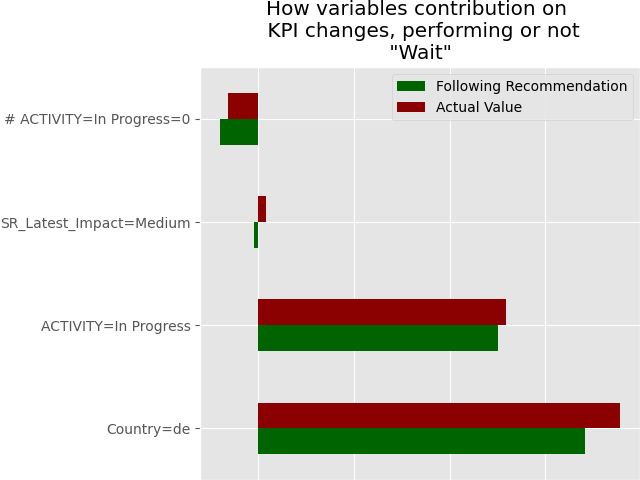 How variables contribution on
KPI changes, performing or not
"Wait"
Following Recommendation
Actual Value
# ACTIVITY=In Progress=0
SR_Latest_Impact=Medium
ACTIVITY=In Progress
Country=de